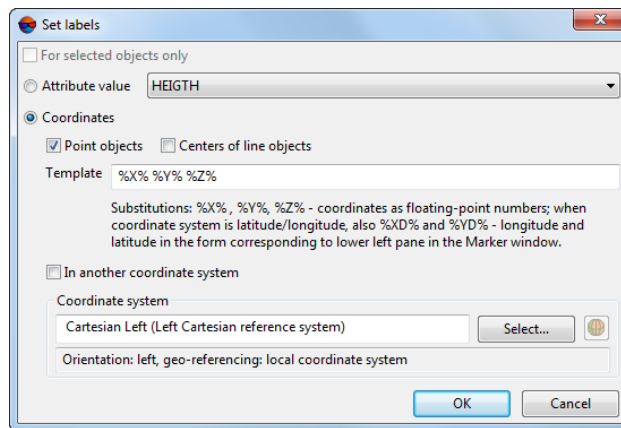 Set labels
For selected objects only
Attribute value HEIGTH
Coordinates
Point objects Centers of line objects
Template %X% %Y% %Z%
Substitutions: %X% , %Y%, %Z% - coordinates as floating-point numbers; when
coordinate system is latitude/longitude, also %XD% and %YD% - longitude and
latitude in the form corresponding to lower left pane in the Marker window.
In another coordinate system
Coordinate system
Cartesian Left (Left Cartesian reference system) Select...
Orientation: left, geo-referencing: local coordinate system
OK Cancel